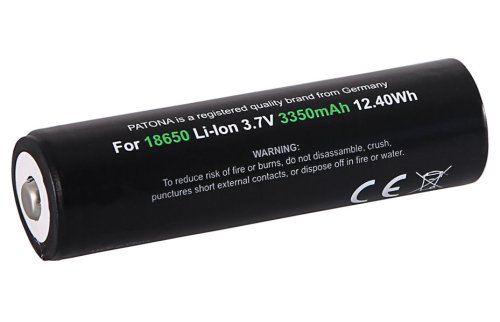 PATONA is a registered quality brand from Germany
For 18650 Li-Ion 3.7V 3350mAh 12.40Wh
WARNING:
To reduce risk of fire or burns, do not disassemble, crush,
punctures short external contacts, or dispose in fire or water.
CE